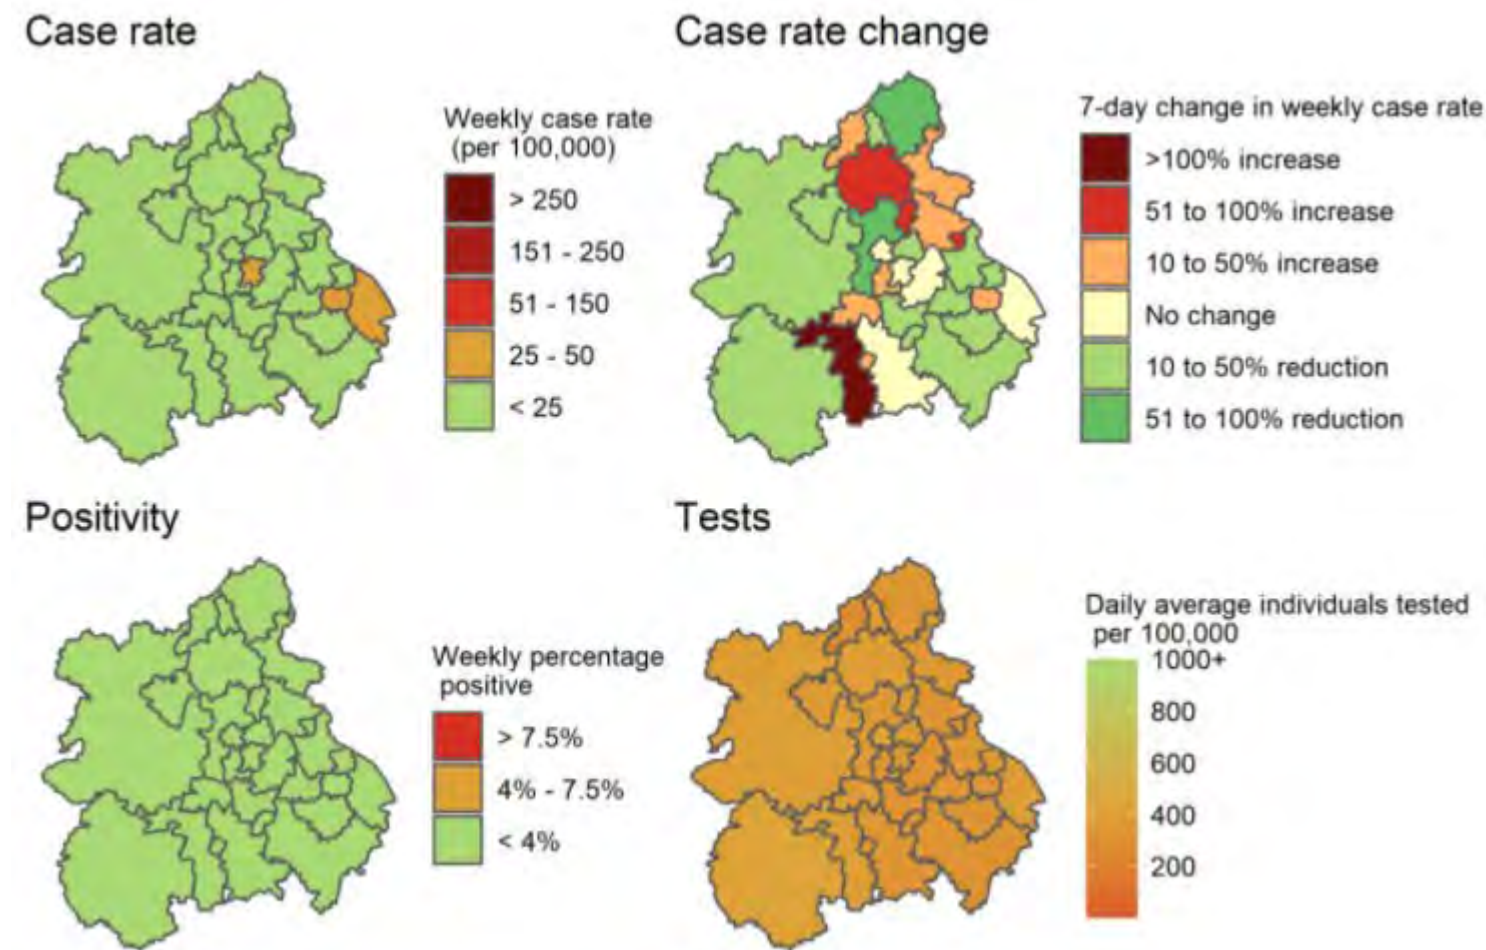 Case rate
Weekly case rate
(per 100,000)
> 250
151 - 250
51 - 150
25 - 50
< 25
Case rate change
7-day change in weekly case rate
>100% increase
51 to 100% increase
10 to 50% increase
No change
10 to 50% reduction
51 to 100% reduction
Positivity
Weekly percentage
positive
> 7.5%
4% - 7.5%
< 4%
Tests
Daily average individuals tested
per 100,000
1000+
800
600
400
200